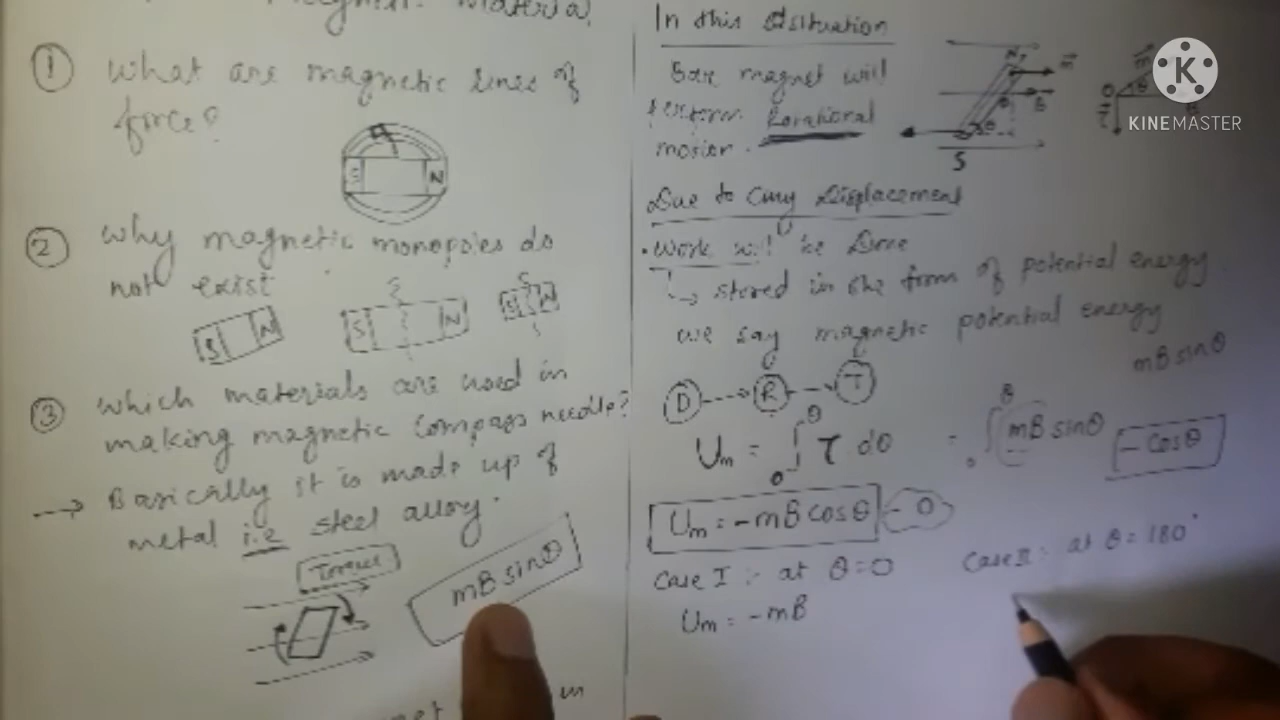 Magnetic Material
① What are magnetic lines of
force?
S N
② Why magnetic monopoles do
not exist
S N S N S N
③ Which materials are used in
making magnetic compass needle?
→ Basically it is made up of
metal i.e steel alloy.
Torque
mB sinθ
In this situation
Bar magnet will
perform Rotational
motion.
S
KINEMASTER
Due to any Displacement
• Work will be Done
↳ stored in the form of potential energy
we say magnetic potential energy
mB sinθ
D → R → T
Um = ∫ τ dθ = ∫ mB sinθ
- cosθ
Um = -mB cosθ - 0
Case I :- at θ = 0
Um = -mB
Case II :- at θ = 180°